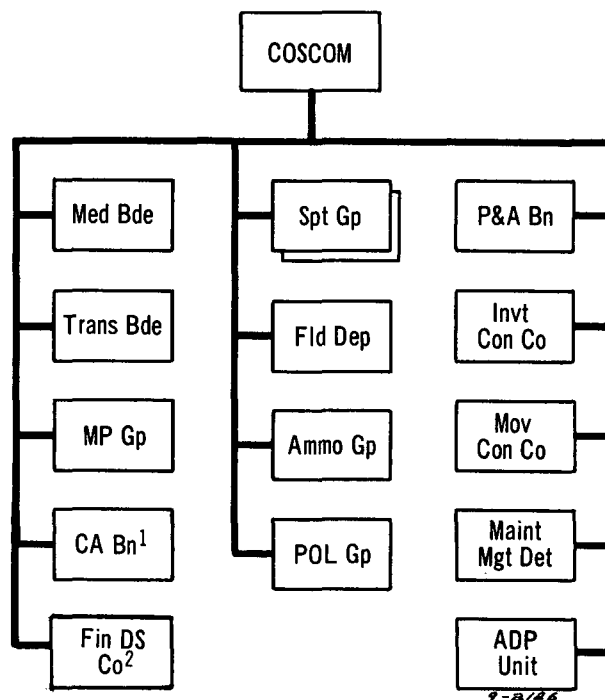 COSCOM
Med Bde
Trans Bde
MP Gp
CA Bn¹
Fin DS
Co²
Spt Gp
Fld Dep
Ammo Gp
POL Gp
P&A Bn
Invt
Con Co
Mov
Con Co
Maint
Mgt Det
ADP
Unit